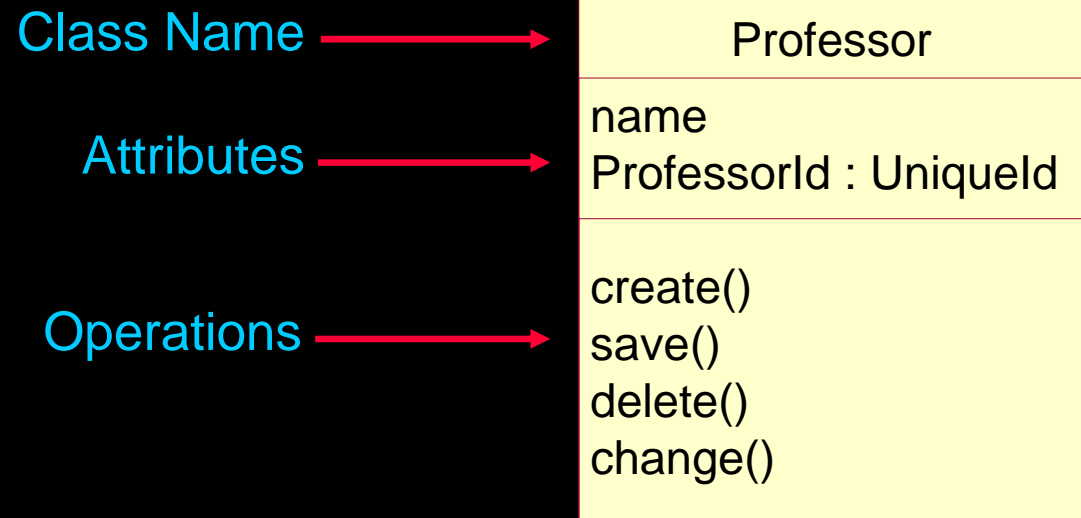 Class Name
Professor
Attributes
name
ProfessorId : UniqueId
Operations
create()
save()
delete()
change()